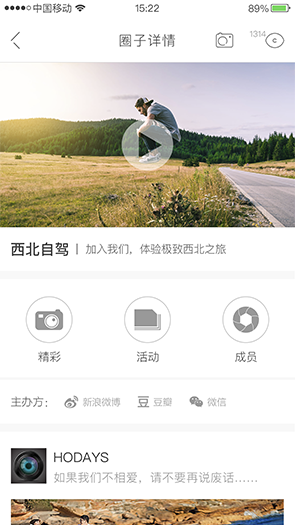 中国移动 15:22 89%
圈子详情 1314
西北自驾 | 加入我们，体验极致西北之旅
精彩 活动 成员
主办方： 新浪微博 豆瓣 微信
HODAYS
如果我们不相爱，请不要再说废话……